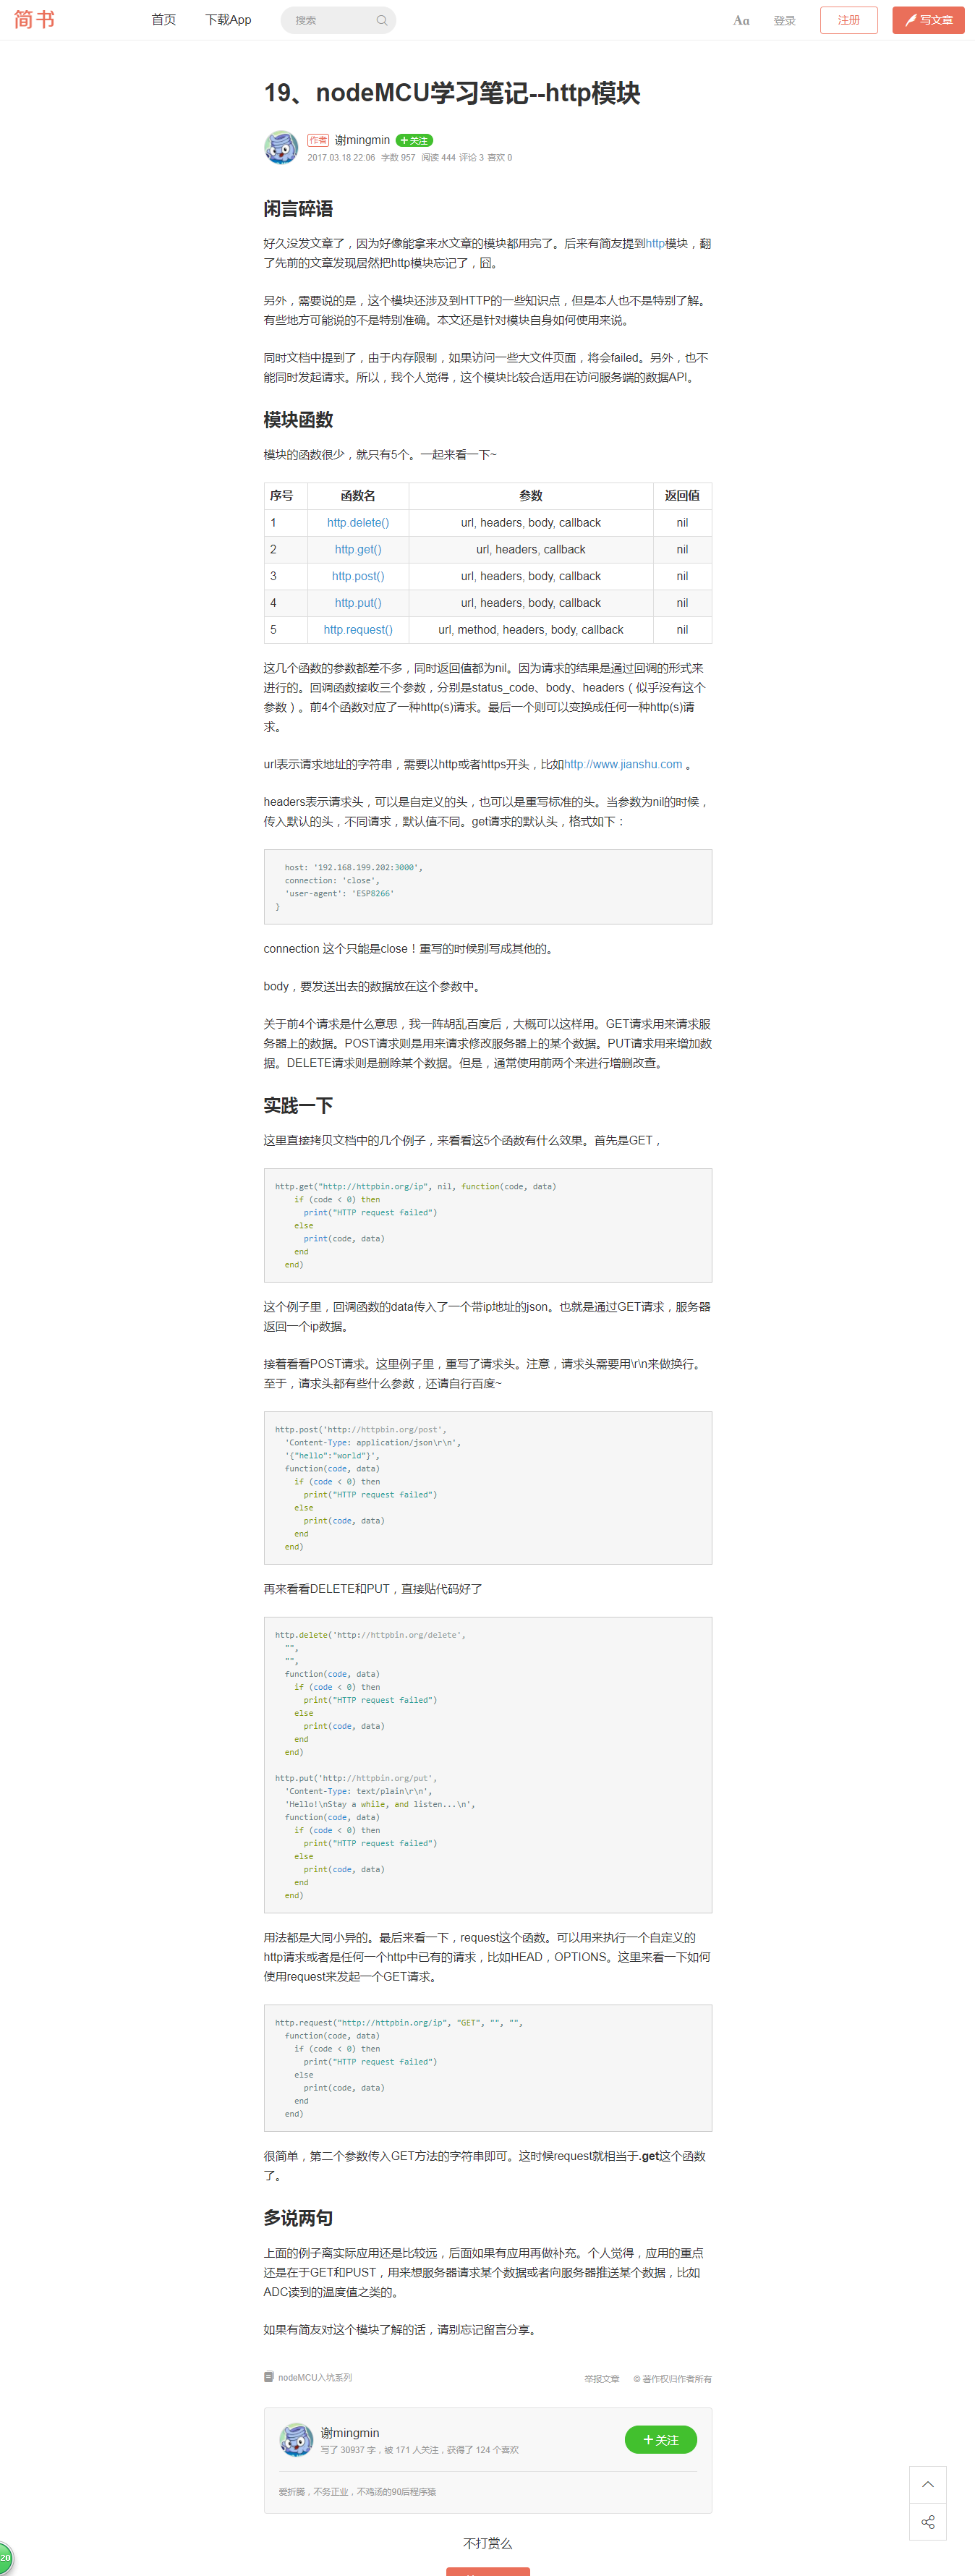 简书
首页
下载App
搜索
Aa
登录
注册
写文章
19、nodeMCU学习笔记--http模块
作者 谢mingmin +关注
2017.03.18 22:06 字数 957 阅读 444 评论 3 喜欢 0
闲言碎语
好久没发文章了，因为好像能拿来水文章的模块都用完了。后来有简友提到http模块，翻
了先前的文章发现居然把http模块忘记了，囧。
另外，需要说的是，这个模块还涉及到HTTP的一些知识点，但是本人也不是特别了解。
有些地方可能说的不是特别准确。本文还是针对模块自身如何使用来说。
同时文档中提到了，由于内存限制，如果访问一些大文件页面，将会failed。另外，也不
能同时发起请求。所以，我个人觉得，这个模块比较合适用在访问服务端的数据API。
模块函数
模块的函数很少，就只有5个。一起来看一下~
序号 函数名 参数 返回值
1 http.delete() url, headers, body, callback nil
2 http.get() url, headers, callback nil
3 http.post() url, headers, body, callback nil
4 http.put() url, headers, body, callback nil
5 http.request() url, method, headers, body, callback nil
这几个函数的参数都差不多，同时返回值都为nil。因为请求的结果是通过回调的形式来
进行的。回调函数接收三个参数，分别是status_code、body、headers（似乎没有这个
参数）。前4个函数对应了一种http(s)请求。最后一个则可以变换成任何一种http(s)请
求。
url表示请求地址的字符串，需要以http或者https开头，比如http://www.jianshu.com 。
headers表示请求头，可以是自定义的头，也可以是重写标准的头。当参数为nil的时候，
传入默认的头，不同请求，默认值不同。get请求的默认头，格式如下：
host: '192.168.199.202:3000',
connection: 'close',
'user-agent': 'ESP8266'
}
connection 这个只能是close！重写的时候别写成其他的。
body，要发送出去的数据放在这个参数中。
关于前4个请求是什么意思，我一阵胡乱百度后，大概可以这样用。GET请求用来请求服
务器上的数据。POST请求则是用来请求修改服务器上的某个数据。PUT请求用来增加数
据。DELETE请求则是删除某个数据。但是，通常使用前两个来进行增删改查。
实践一下
这里直接拷贝文档中的几个例子，来看看这5个函数有什么效果。首先是GET，
http.get("http://httpbin.org/ip", nil, function(code, data)
if (code < 0) then
print("HTTP request failed")
else
print(code, data)
end
end)
这个例子里，回调函数的data传入了一个带ip地址的json。也就是通过GET请求，服务器
返回一个ip数据。
接着看看POST请求。这里例子里，重写了请求头。注意，请求头需要用\r\n来做换行。
至于，请求头都有些什么参数，还请自行百度~
http.post('http://httpbin.org/post',
'Content-Type: application/json\r\n',
'{"hello":"world"}',
function(code, data)
if (code < 0) then
print("HTTP request failed")
else
print(code, data)
end
end)
再来看看DELETE和PUT，直接贴代码好了
http.delete('http://httpbin.org/delete',
"",
"",
function(code, data)
if (code < 0) then
print("HTTP request failed")
else
print(code, data)
end
end)
http.put('http://httpbin.org/put',
'Content-Type: text/plain\r\n',
'Hello!\nStay a while, and listen...\n',
function(code, data)
if (code < 0) then
print("HTTP request failed")
else
print(code, data)
end
end)
用法都是大同小异的。最后来看一下，request这个函数。可以用来执行一个自定义的
http请求或者是任何一个http中已有的请求，比如HEAD，OPTIONS。这里来看一下如何
使用request来发起一个GET请求。
http.request("http://httpbin.org/ip", "GET", "", "",
function(code, data)
if (code < 0) then
print("HTTP request failed")
else
print(code, data)
end
end)
很简单，第二个参数传入GET方法的字符串即可。这时候request就相当于.get这个函数
了。
多说两句
上面的例子离实际应用还是比较远，后面如果有应用再做补充。个人觉得，应用的重点
还是在于GET和PUST，用来想服务器请求某个数据或者向服务器推送某个数据，比如
ADC读到的温度值之类的。
如果有简友对这个模块了解的话，请别忘记留言分享。
nodeMCU入坑系列
举报文章 © 著作权归作者所有
谢mingmin
写了 30937 字，被 171 人关注，获得了 124 个喜欢
+关注
爱折腾，不务正业，不鸡汤的90后程序猿
不打赏么
20